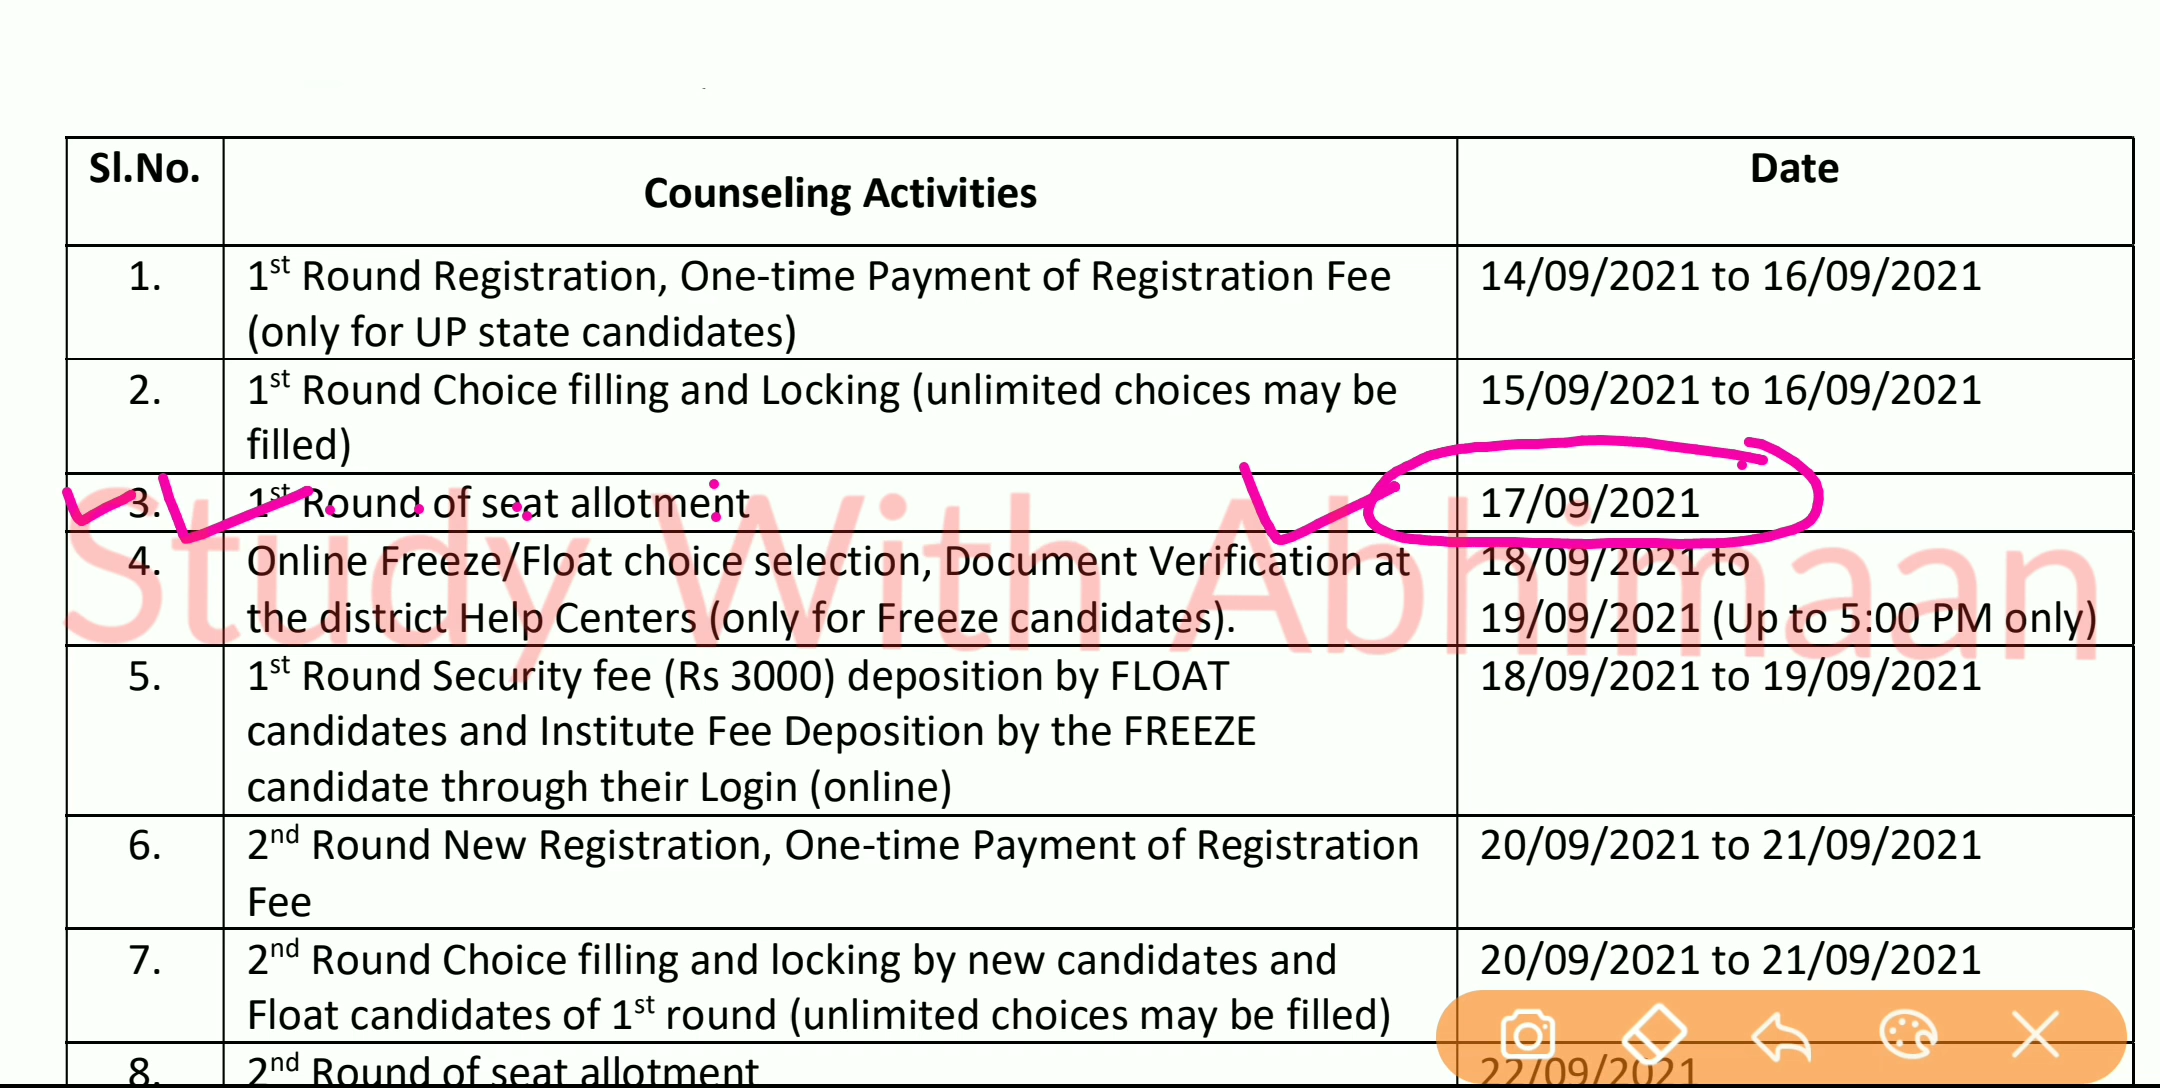 Sl.No.
Counseling Activities
Date
1.
1st Round Registration, One-time Payment of Registration Fee
(only for UP state candidates)
14/09/2021 to 16/09/2021
2.
1st Round Choice filling and Locking (unlimited choices may be
filled)
15/09/2021 to 16/09/2021
3.
1st Round of seat allotment
17/09/2021
4.
Online Freeze/Float choice selection, Document Verification at
the district Help Centers (only for Freeze candidates).
18/09/2021 to
19/09/2021 (Up to 5:00 PM only)
Study With Abhimaan
5.
1st Round Security fee (Rs 3000) deposition by FLOAT
candidates and Institute Fee Deposition by the FREEZE
candidate through their Login (online)
18/09/2021 to 19/09/2021
6.
2nd Round New Registration, One-time Payment of Registration
Fee
20/09/2021 to 21/09/2021
7.
2nd Round Choice filling and locking by new candidates and
Float candidates of 1st round (unlimited choices may be filled)
20/09/2021 to 21/09/2021
8.
2nd Round of seat allotment
22/09/2021